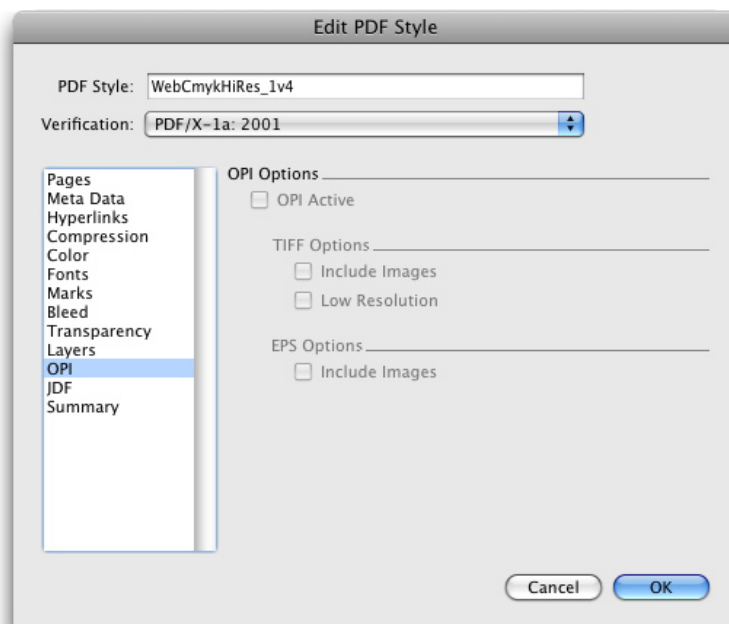 Edit PDF Style
PDF Style: WebCmykHiRes_1v4
Verification: PDF/X-1a: 2001
Pages
Meta Data
Hyperlinks
Compression
Color
Fonts
Marks
Bleed
Transparency
Layers
OPI
JDF
Summary
OPI Options
OPI Active
TIFF Options
Include Images
Low Resolution
EPS Options
Include Images
Cancel OK